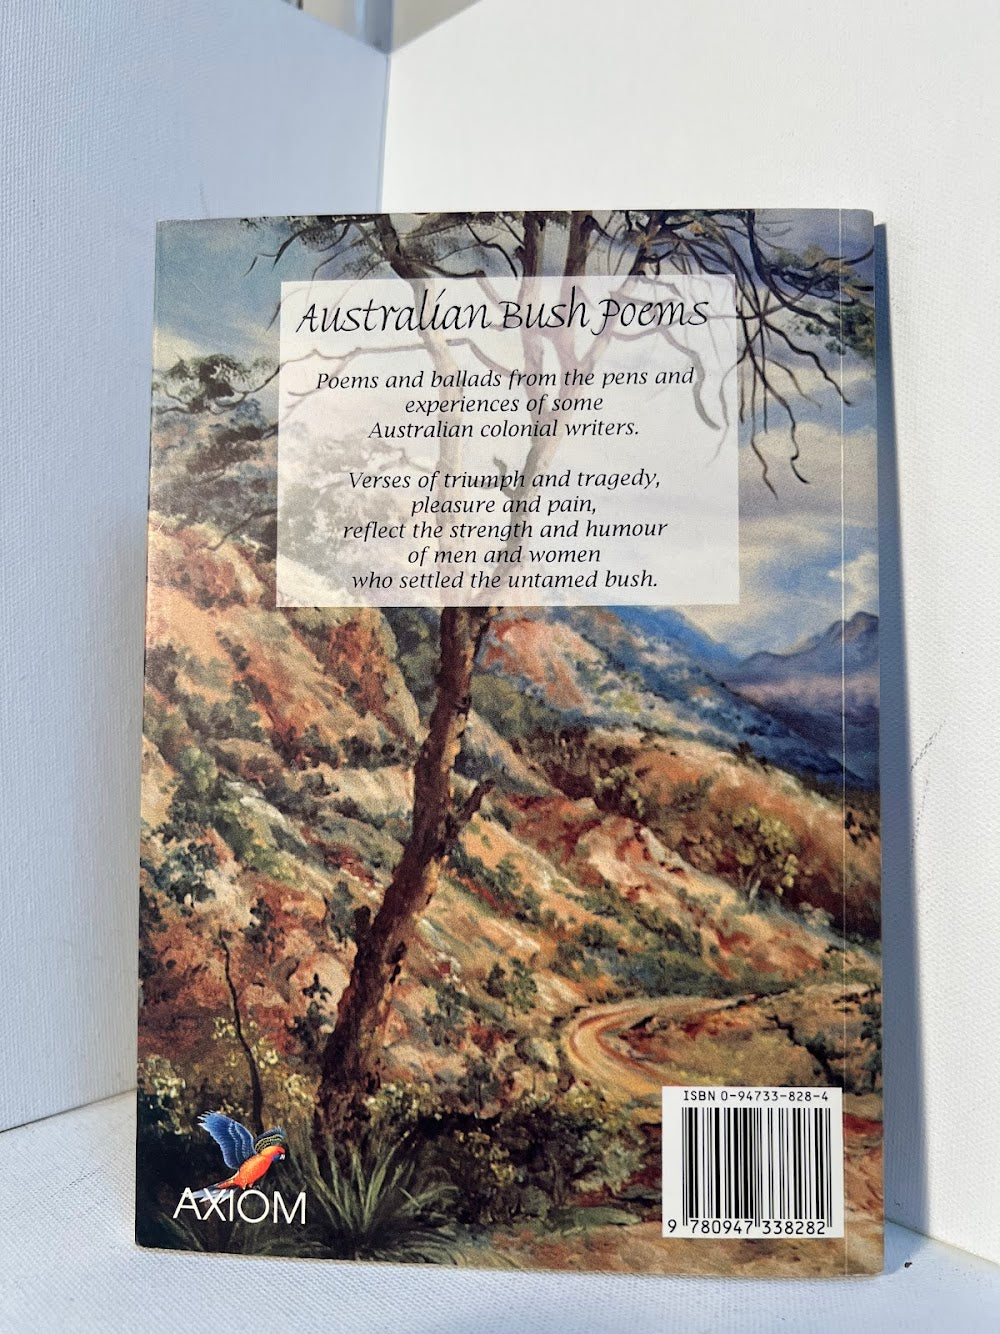 Australian Bush Poems
Poems and ballads from the pens and
experiences of some
Australian colonial writers.
Verses of triumph and tragedy,
pleasure and pain,
reflect the strength and humour
of men and women
who settled the untamed bush.
ISBN 0-94733-828-4
9 780947 338282
AXIOM